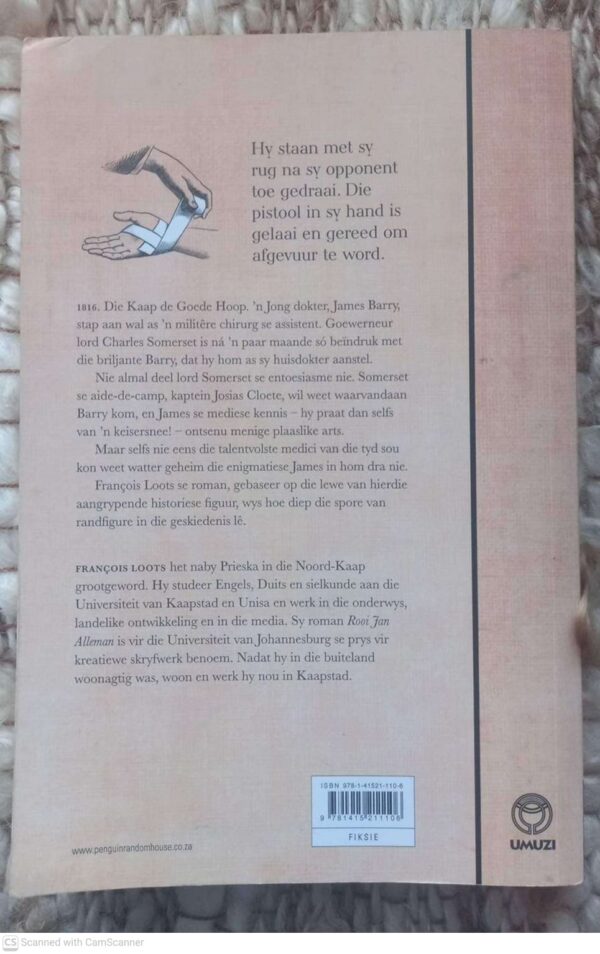 Hy staan met sy
rug na sy opponent
toe gedraai. Die
pistool in sy hand is
gelaai en gereed om
afgevuur te word.
1816. Die Kaap de Goede Hoop. 'n Jong dokter, James Barry,
stap aan wal as 'n militêre chirurg se assistent. Goewerneur
lord Charles Somerset is ná 'n paar maande só beïndruk met
die briljante Barry, dat hy hom as sy huisdokter aanstel.
Nie almal deel lord Somerset se entoesiasme nie. Somerset
se aide-de-camp, kaptein Josias Cloete, wil weet waarvandaan
Barry kom, en James se mediese kennis – hy praat dan selfs
van 'n keisersnee! – ontsenu menige plaaslike arts.
Maar selfs nie eens die talentvolste medici van die tyd sou
kon weet watter geheim die enigmatiese James in hom dra nie.
François Loots se roman, gebaseer op die lewe van hierdie
aangrypende historiese figuur, wys hoe diep die spore van
randfigure in die geskiedenis lê.
FRANÇOIS LOOTS het naby Prieska in die Noord-Kaap
grootgeword. Hy studeer Engels, Duits en sielkunde aan die
Universiteit van Kaapstad en Unisa en werk in die onderwys,
landelike ontwikkeling en in die media. Sy roman Rooi Jan
Alleman is vir die Universiteit van Johannesburg se prys vir
kreatiewe skryfwerk benoem. Nadat hy in die buiteland
woonagtig was, woon en werk hy nou in Kaapstad.
ISBN 978-1-41521-110-6
9 781415 211106
FIKSIE
www.penguinrandomhouse.co.za
UMUZI
CS Scanned with CamScanner